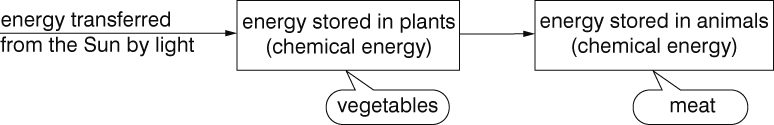 energy transferred
from the Sun by light
energy stored in plants
(chemical energy)
vegetables
energy stored in animals
(chemical energy)
meat